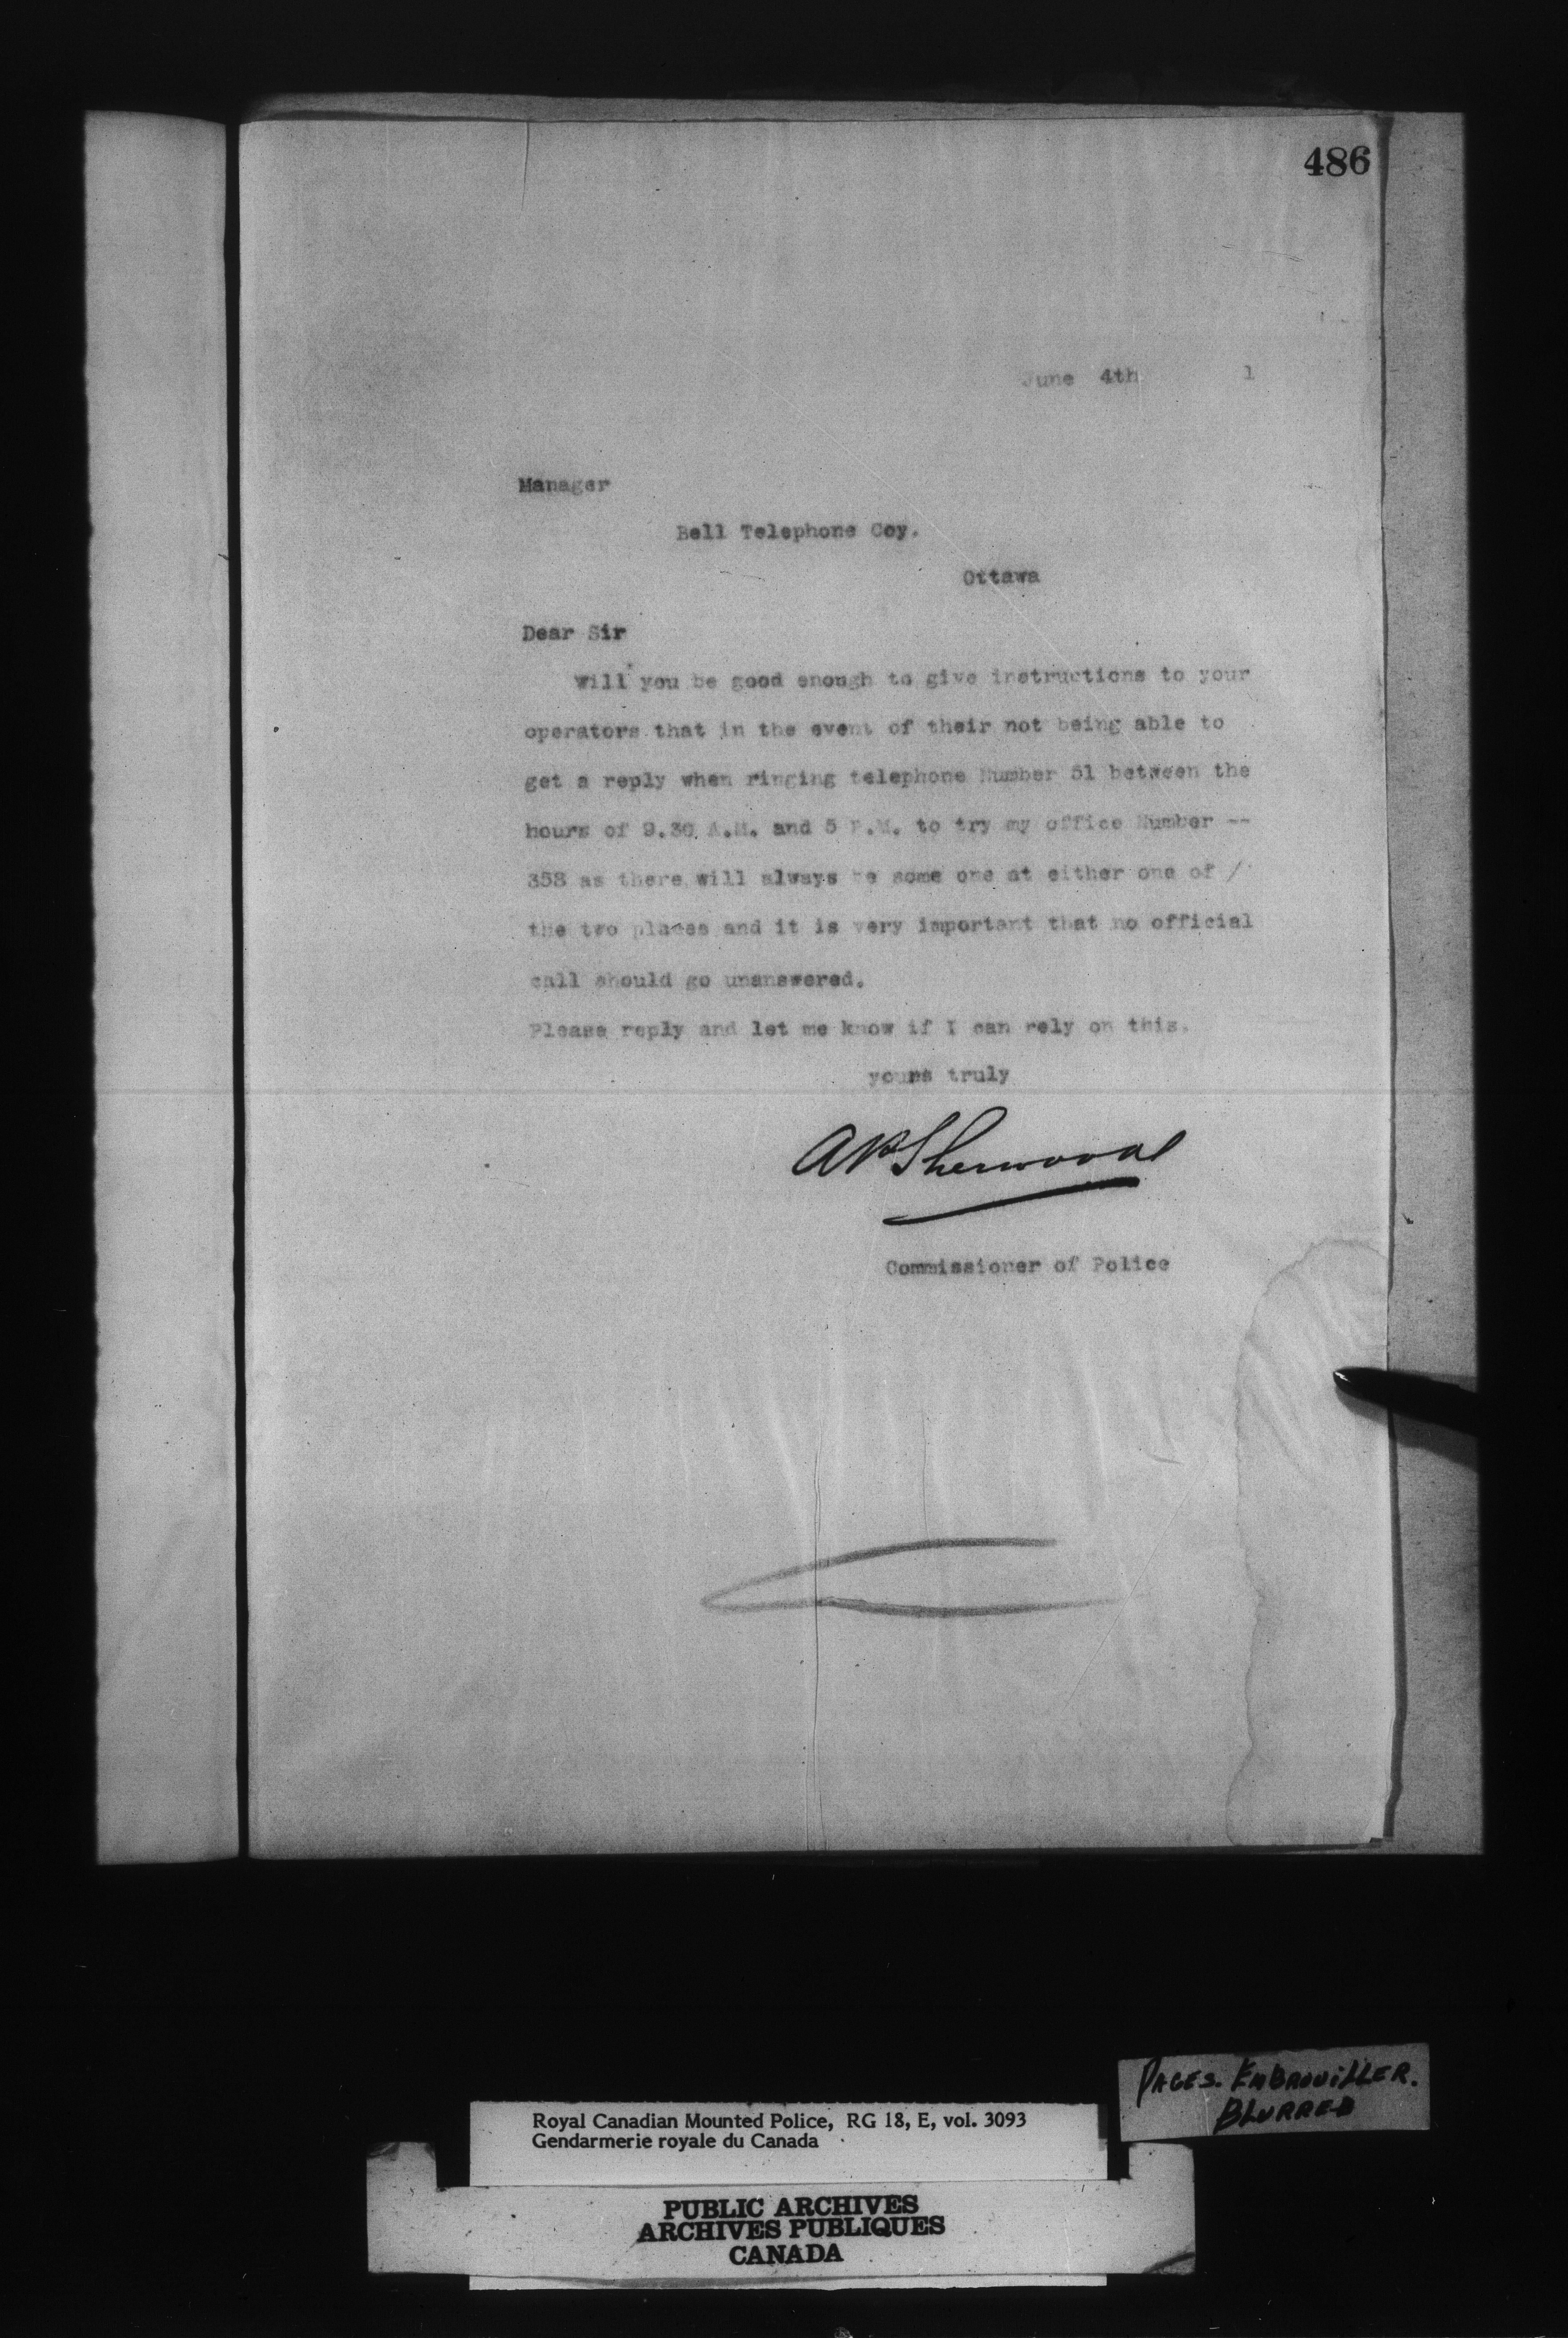 486
June 4th 1
Manager
Bell Telephone Coy.
Ottawa
Dear Sir
Will you be good enough to give instructions to your
operators that in the event of their not being able to
get a reply when ringing telephone Number 51 between the
hours of 9.30 A.M. and 5 P.M. to try my office Number --
358 as there will always be some one at either one of /
the two places and it is very important that no official
call should go unanswered.
Please reply and let me know if I can rely on this.
yours truly
AP Sherwood
Commissioner of Police
PAGES. EMBROUILLER.
BLURRED
Royal Canadian Mounted Police, RG 18, E, vol. 3093
Gendarmerie royale du Canada
PUBLIC ARCHIVES
ARCHIVES PUBLIQUES
CANADA